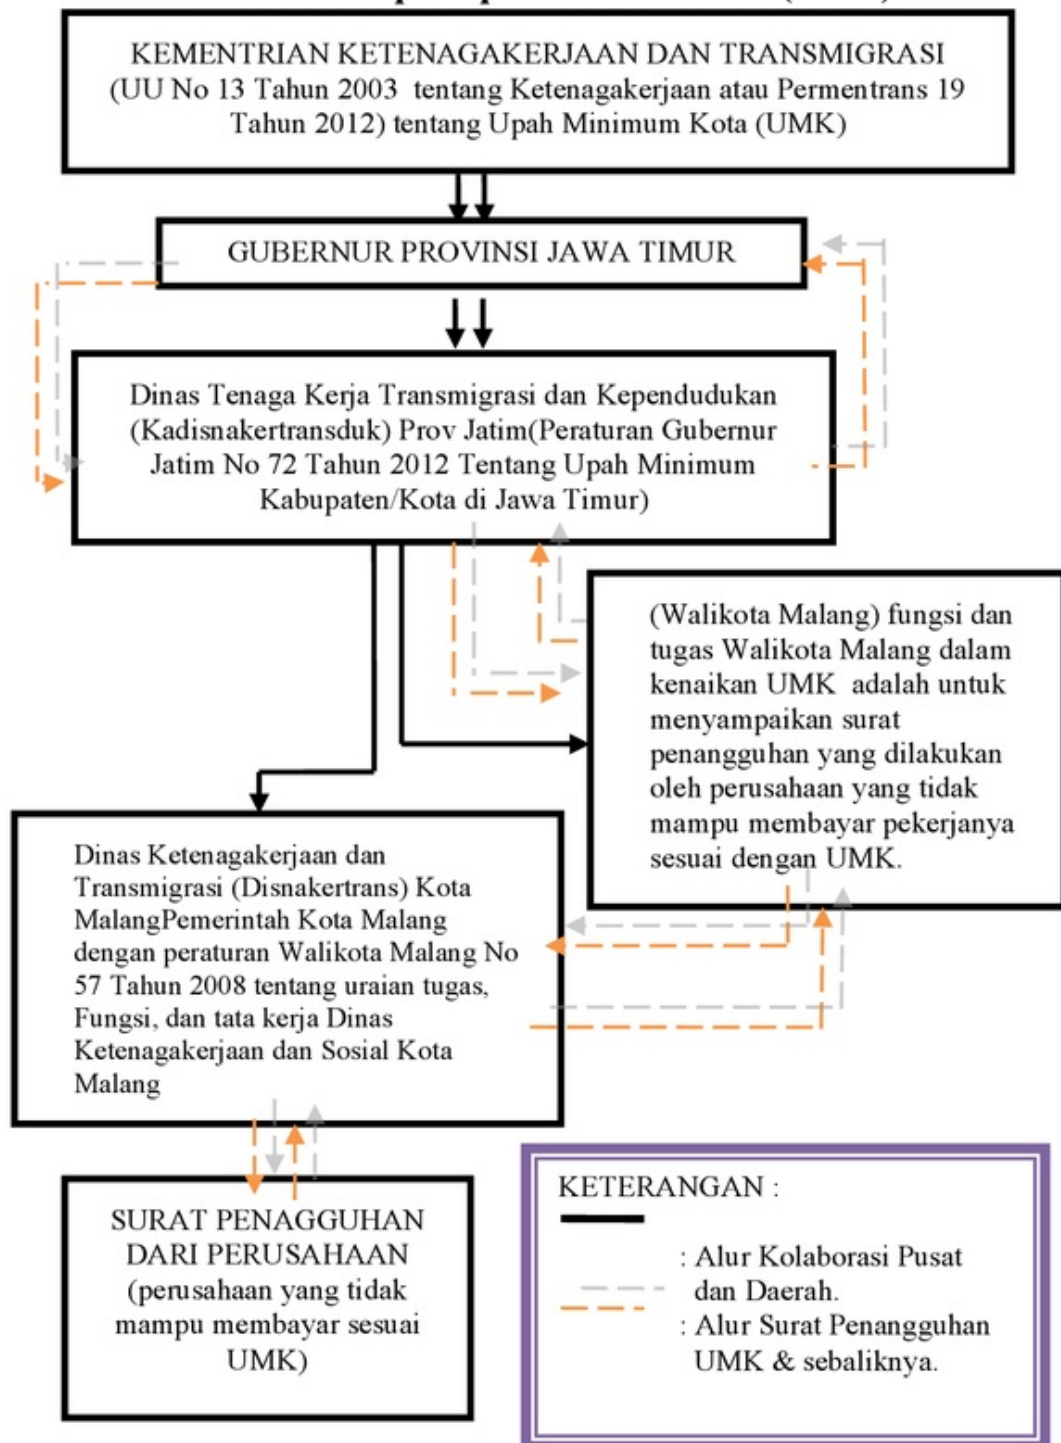 KEMENTRIAN KETENAGAKERJAAN DAN TRANSMIGRASI
(UU No 13 Tahun 2003 tentang Ketenagakerjaan atau Permentrans 19
Tahun 2012) tentang Upah Minimum Kota (UMK)
GUBERNUR PROVINSI JAWA TIMUR
Dinas Tenaga Kerja Transmigrasi dan Kependudukan
(Kadisnakertransduk) Prov Jatim(Peraturan Gubernur
Jatim No 72 Tahun 2012 Tentang Upah Minimum
Kabupaten/Kota di Jawa Timur)
(Walikota Malang) fungsi dan
tugas Walikota Malang dalam
kenaikan UMK adalah untuk
menyampaikan surat
penangguhan yang dilakukan
oleh perusahaan yang tidak
mampu membayar pekerjanya
sesuai dengan UMK.
Dinas Ketenagakerjaan dan
Transmigrasi (Disnakertrans) Kota
MalangPemerintah Kota Malang
dengan peraturan Walikota Malang No
57 Tahun 2008 tentang uraian tugas,
Fungsi, dan tata kerja Dinas
Ketenagakerjaan dan Sosial Kota
Malang
SURAT PENAGGUHAN
DARI PERUSAHAAN
(perusahaan yang tidak
mampu membayar sesuai
UMK)
KETERANGAN :
: Alur Kolaborasi Pusat
dan Daerah.
: Alur Surat Penangguhan
UMK & sebaliknya.